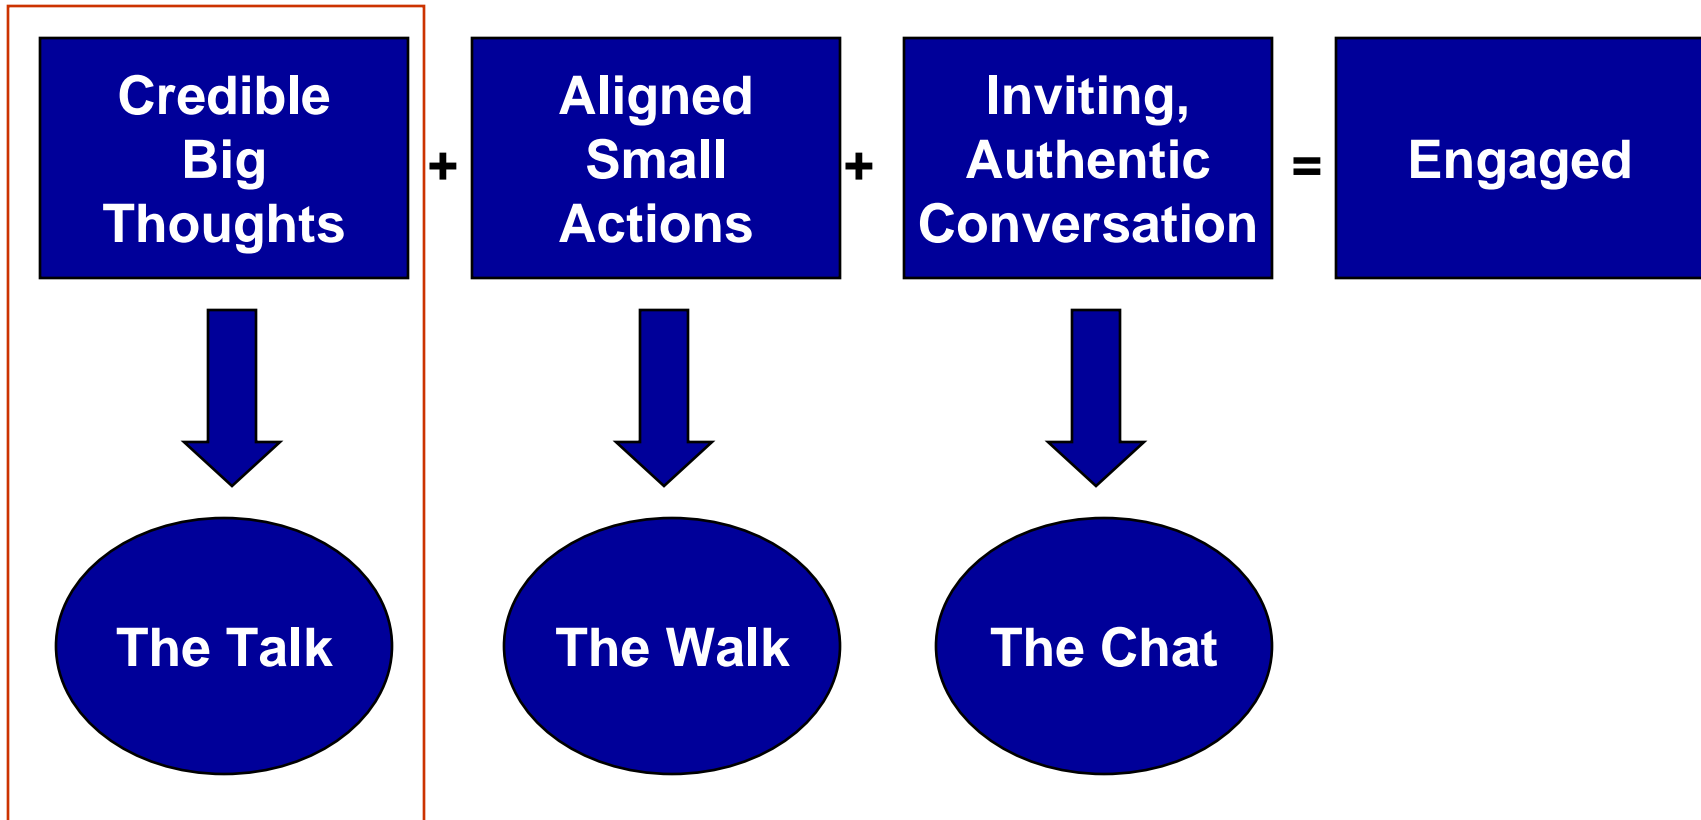 Credible
Big
Thoughts
+
Aligned
Small
Actions
+
Inviting,
Authentic
Conversation
=
Engaged
The Talk
The Walk
The Chat